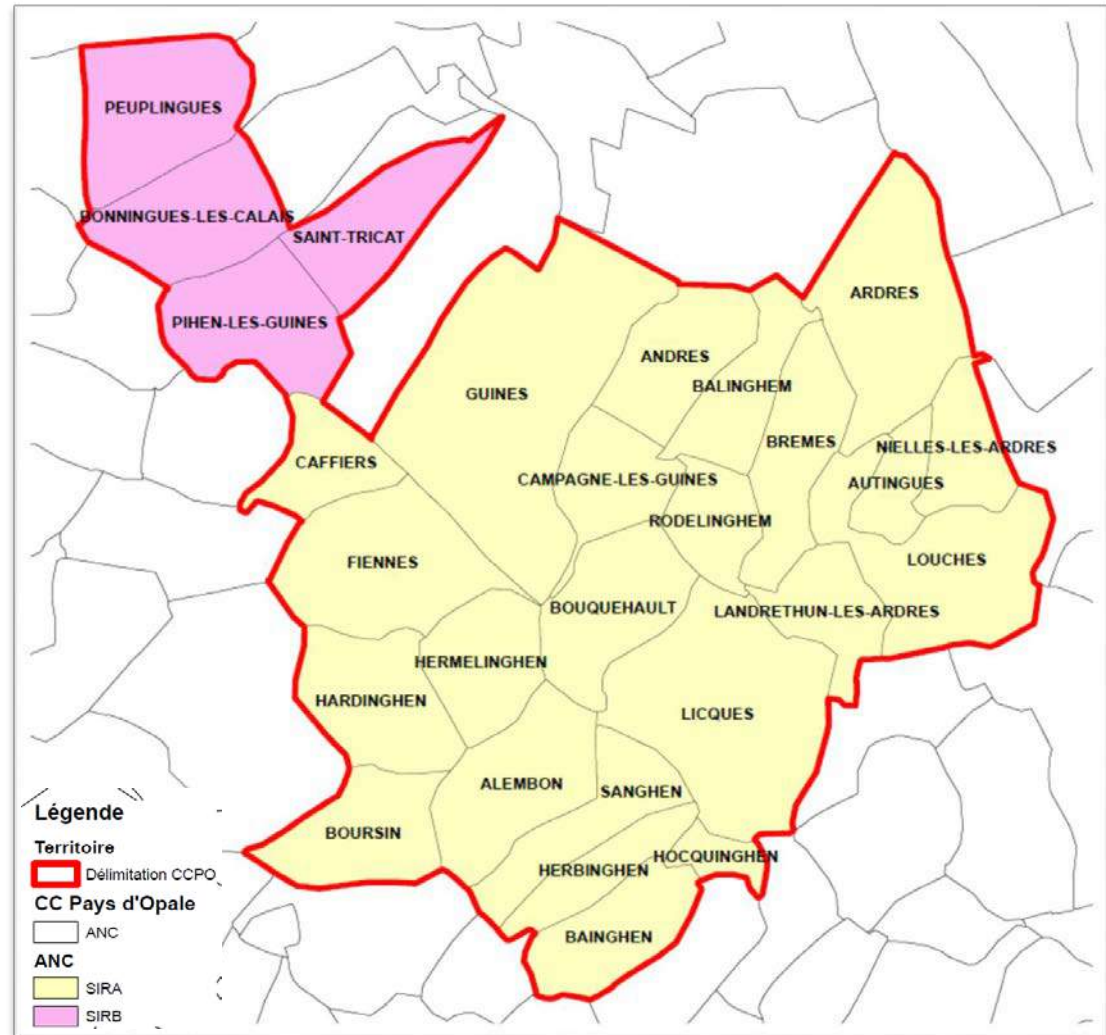 PEUPLINGUES
BONNINGUES-LES-CALAIS
SAINT-TRICAT
PIHEN-LES-GUINES
ARDRES
ANDRES
BALINGHEM
GUINES
BREMES
NIELLES-LES-ARDRES
CAFFIERS
CAMPAGNE-LES-GUINES
AUTINGUES
RODELINGHEM
FIENNES
LOUCHES
BOUQUEHAULT
LANDRETHUN-LES-ARDRES
HERMELINGHEN
HARDINGHEN
LICQUES
ALEMBON
SANGHEN
BOURSIN
HOCQUINGHEN
HERBINGHEN
BAINGHEN
Légende
Territoire
Délimitation CCPO
CC Pays d'Opale
ANC
ANC
SIRA
SIRB